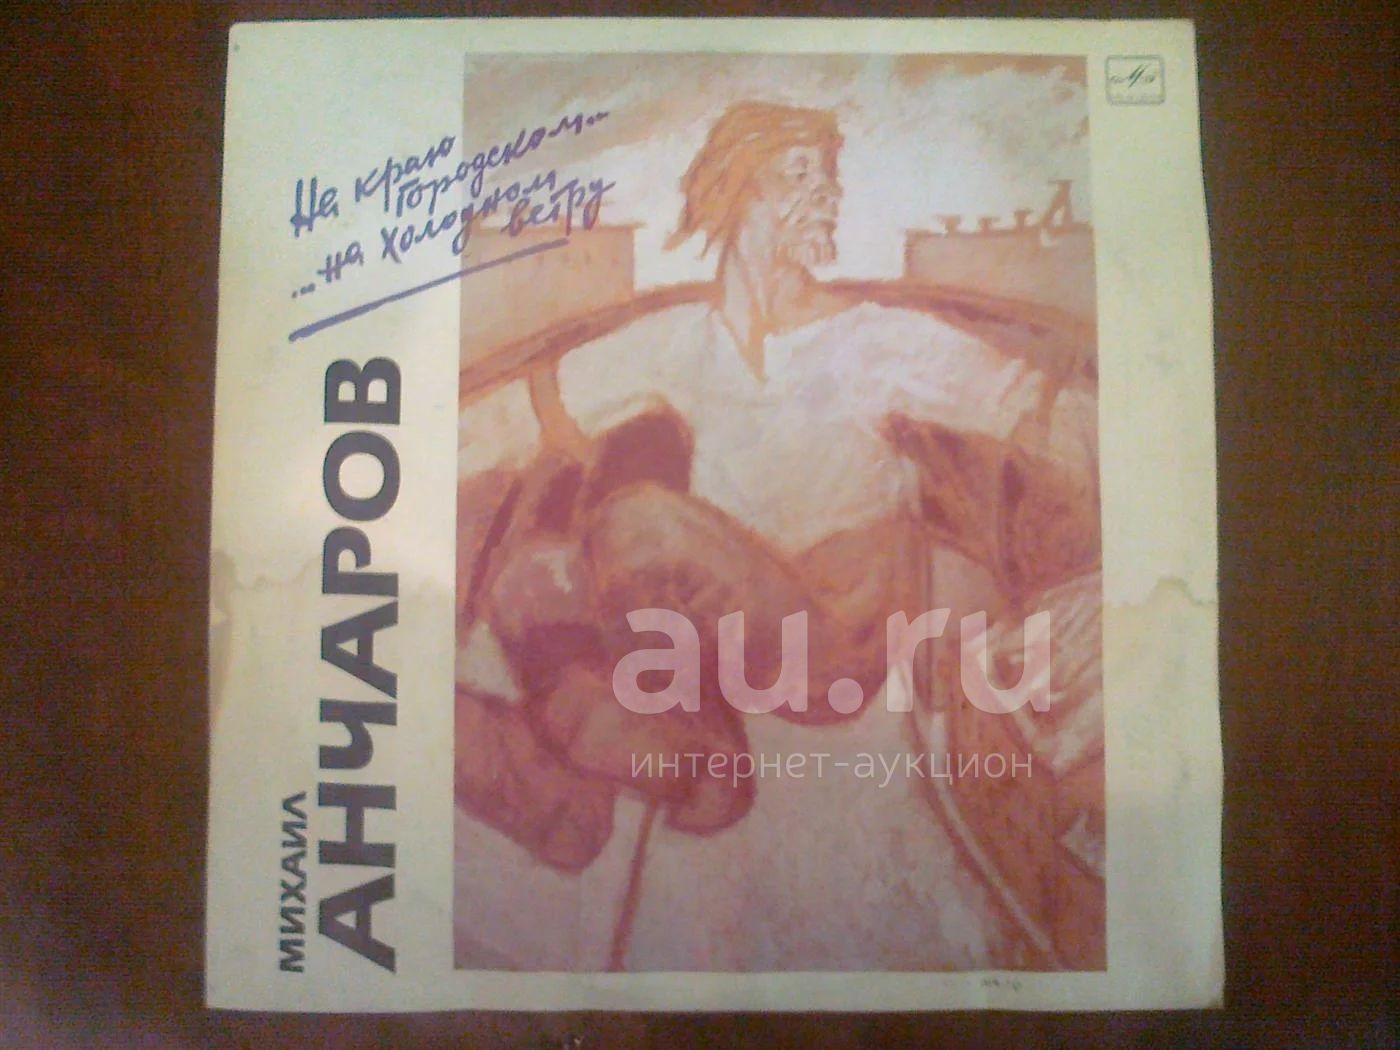 На краю
Городском...
...на холодном
ветру
МИХАИЛ
АНЧАРОВ
au.ru
интернет-аукцион